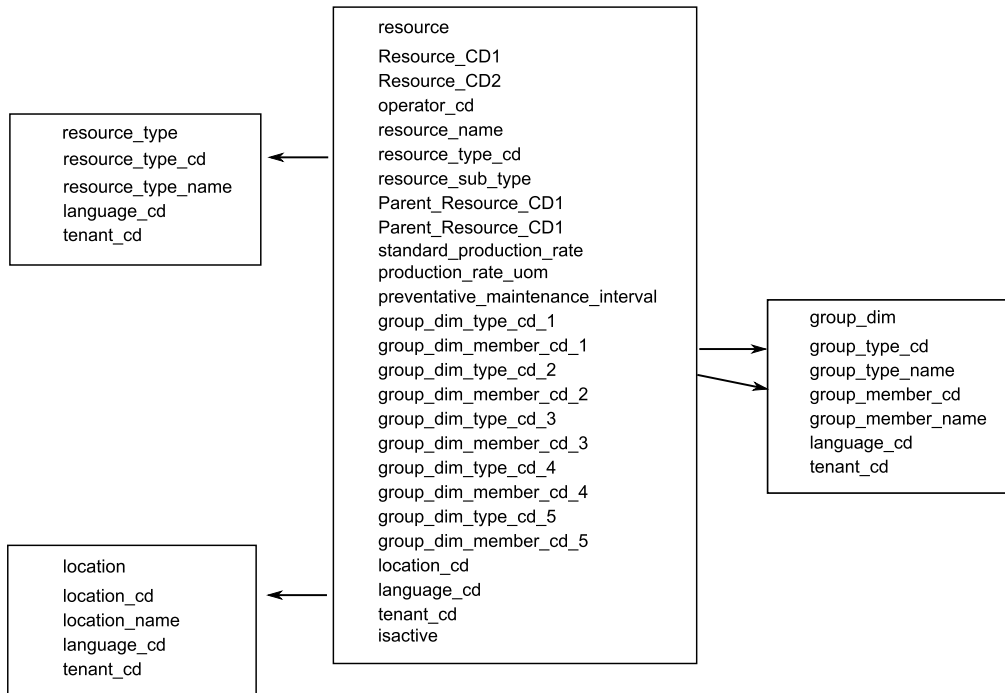 resource
Resource_CD1
Resource_CD2
operator_cd
resource_name
resource_type_cd
resource_sub_type
Parent_Resource_CD1
Parent_Resource_CD1
standard_production_rate
production_rate_uom
preventative_maintenance_interval
group_dim_type_cd_1
group_dim_member_cd_1
group_dim_type_cd_2
group_dim_member_cd_2
group_dim_type_cd_3
group_dim_member_cd_3
group_dim_type_cd_4
group_dim_member_cd_4
group_dim_type_cd_5
group_dim_member_cd_5
location_cd
language_cd
tenant_cd
isactive
resource_type
resource_type_cd
resource_type_name
language_cd
tenant_cd
group_dim
group_type_cd
group_type_name
group_member_cd
group_member_name
language_cd
tenant_cd
location
location_cd
location_name
language_cd
tenant_cd